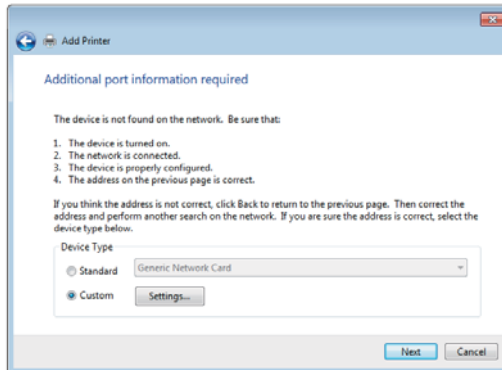 Add Printer
Additional port information required
The device is not found on the network.  Be sure that:
1.  The device is turned on.
2.  The network is connected.
3.  The device is properly configured.
4.  The address on the previous page is correct.
If you think the address is not correct, click Back to return to the previous page.  Then correct the
address and perform another search on the network.  If you are sure the address is correct, select the
device type below.
Device Type
Standard Generic Network Card
Custom Settings...
Next Cancel